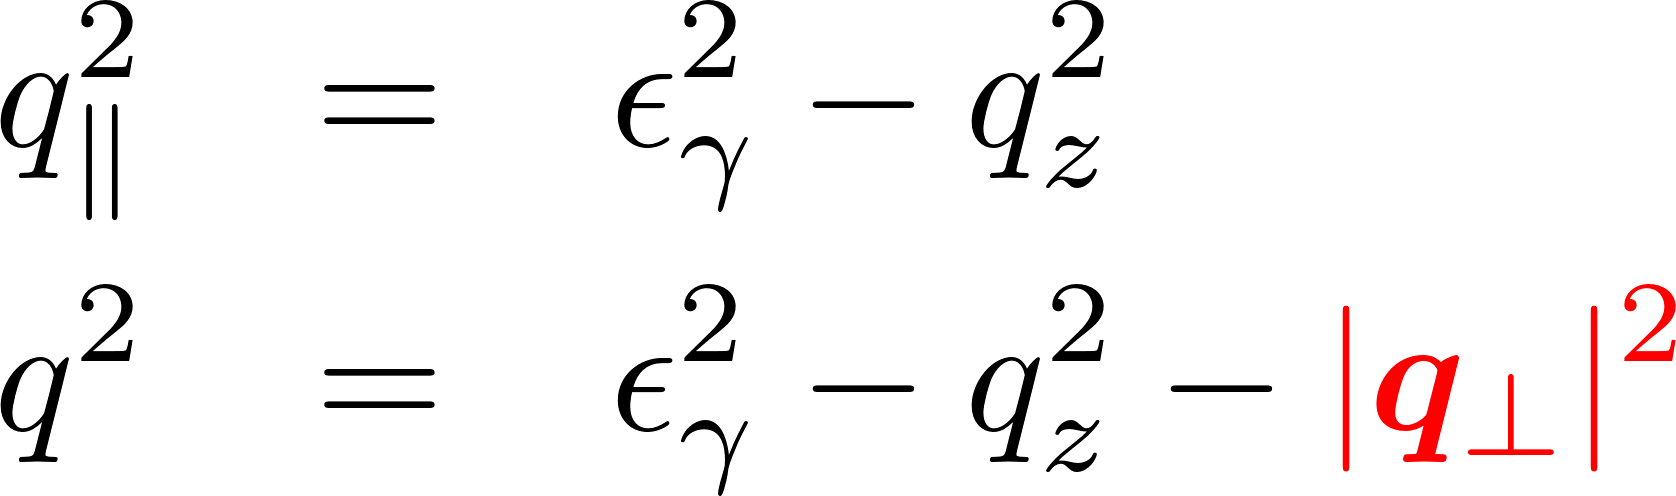 q_∥^2 = ϵ_γ^2 − q_z^2
q^2 = ϵ_γ^2 − q_z^2 − |q_⊥|^2